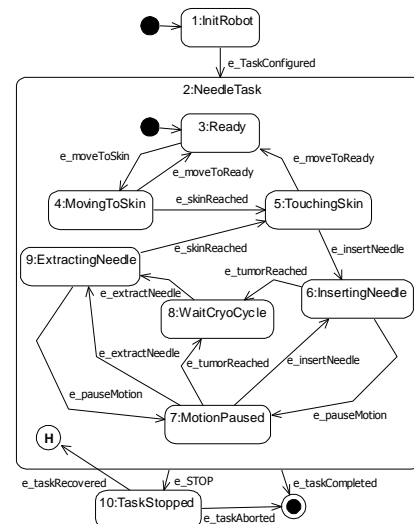 1:InitRobot
e_TaskConfigured
2:NeedleTask
3:Ready
e_moveToSkin
e_moveToReady
e_moveToReady
4:MovingToSkin
e_skinReached
5:TouchingSkin
e_skinReached
e_insertNeedle
9:ExtractingNeedle
e_tumorReached
e_extractNeedle
6:InsertingNeedle
8:WaitCryoCycle
e_extractNeedle
e_tumorReached
e_insertNeedle
e_pauseMotion
e_pauseMotion
7:MotionPaused
H
e_taskRecovered
e_STOP
e_taskCompleted
10:TaskStopped
e_taskAborted